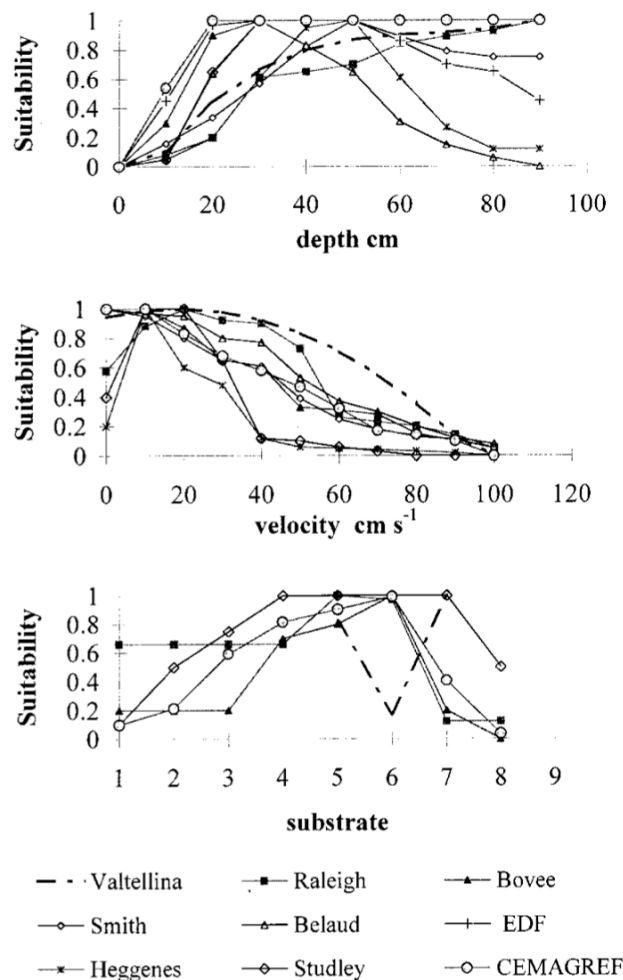 Suitability
1
0.8
0.6
0.4
0.2
0
0 20 40 60 80 100
depth cm
Suitability
1
0.8
0.6
0.4
0.2
0
0 20 40 60 80 100 120
velocity cm s⁻¹
Suitability
1
0.8
0.6
0.4
0.2
0
1 2 3 4 5 6 7 8 9
substrate
Valtellina Raleigh Bovee
Smith Belaud EDF
Heggenes Studley CEMAGREF